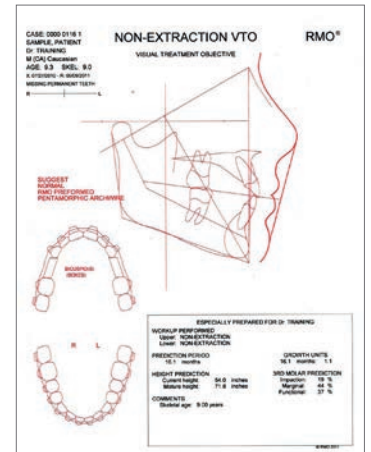 CASE: 0000 0116 1
SAMPLE, PATIENT
Dr TRAINING
M (CA) Caucasian
AGE: 9.3 SKEL: 9.0
MISSING PERMANENT TEETH:
R L
NON-EXTRACTION VTO
VISUAL TREATMENT OBJECTIVE
RMO®
SUGGEST
NORMAL
RMO PREFORMED
PENTAMORPHIC ARCHWIRE
R L
ESPECIALLY PREPARED FOR Dr TRAINING
WORKUP PERFORMED
Upper: NON-EXTRACTION
Lower: NON-EXTRACTION
PREDICTION PERIOD
GROWTH UNITS
HEIGHT PREDICTION
Current height: inches
Mature height: inches
3RD MOLAR PREDICTION
Impaction: %
Marginal: 44 %
Functional: 37 %
COMMENTS
Skeletal age: